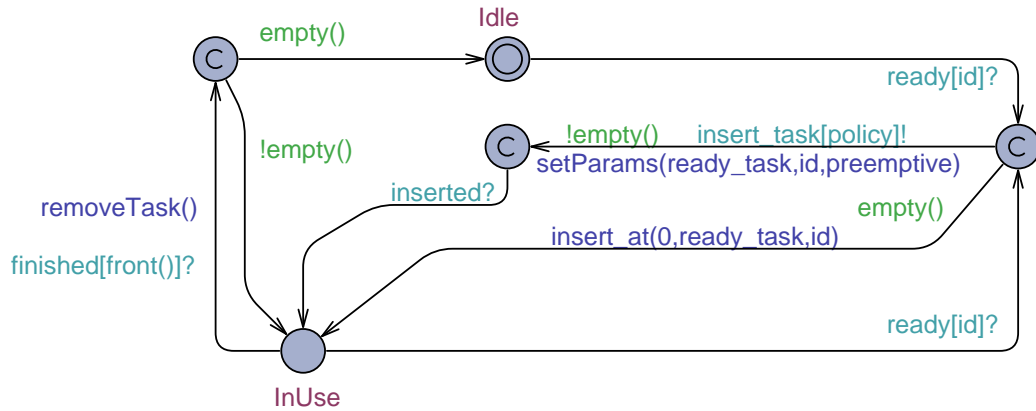 Idle
empty()
C
ready[id]?
!empty()
C
!empty() insert_task[policy]!
C
setParams(ready_task,id,preemptive)
inserted?
removeTask()
empty()
insert_at(0,ready_task,id)
finished[front()]?
ready[id]?
InUse